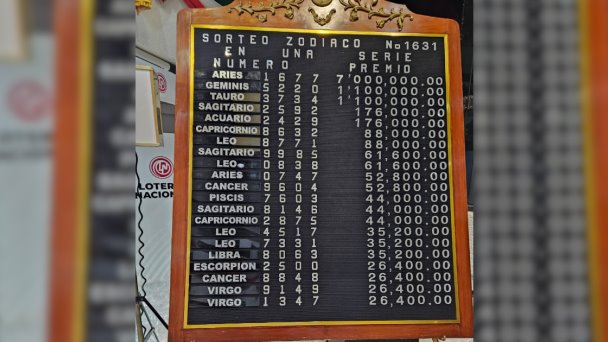 SORTEO ZODIACO No 1631
EN UNA SERIE
NUMERO PREMIO
ARIES 1677 7'000,000.00
GEMINIS 5220 1'100,000.00
TAURO 3734 1'100,000.00
SAGITARIO 2592 176,000.00
ACUARIO 2429 176,000.00
CAPRICORNIO 8632 88,000.00
LEO 8771 88,000.00
SAGITARIO 9985 61,600.00
LEO 0838 61,600.00
ARIES 0747 52,800.00
CANCER 9604 52,800.00
PISCIS 7603 44,000.00
SAGITARIO 8146 44,000.00
CAPRICORNIO 2875 44,000.00
LEO 4517 35,200.00
LEO 7331 35,200.00
LIBRA 8063 35,200.00
ESCORPION 2500 26,400.00
CANCER 8848 26,400.00
VIRGO 9149 26,400.00
VIRGO 1347 26,400.00
LOTERÍA
NACIONAL